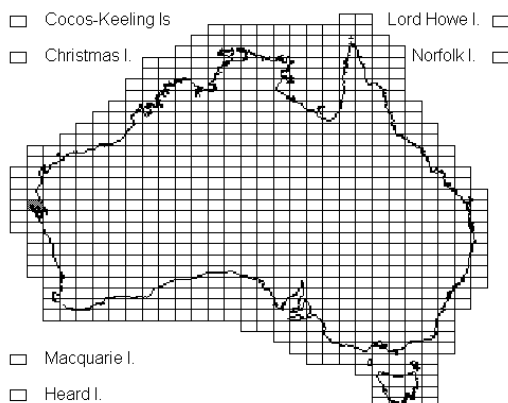 Cocos-Keeling Is
Lord Howe I.
Christmas I.
Norfolk I.
Macquarie I.
Heard I.